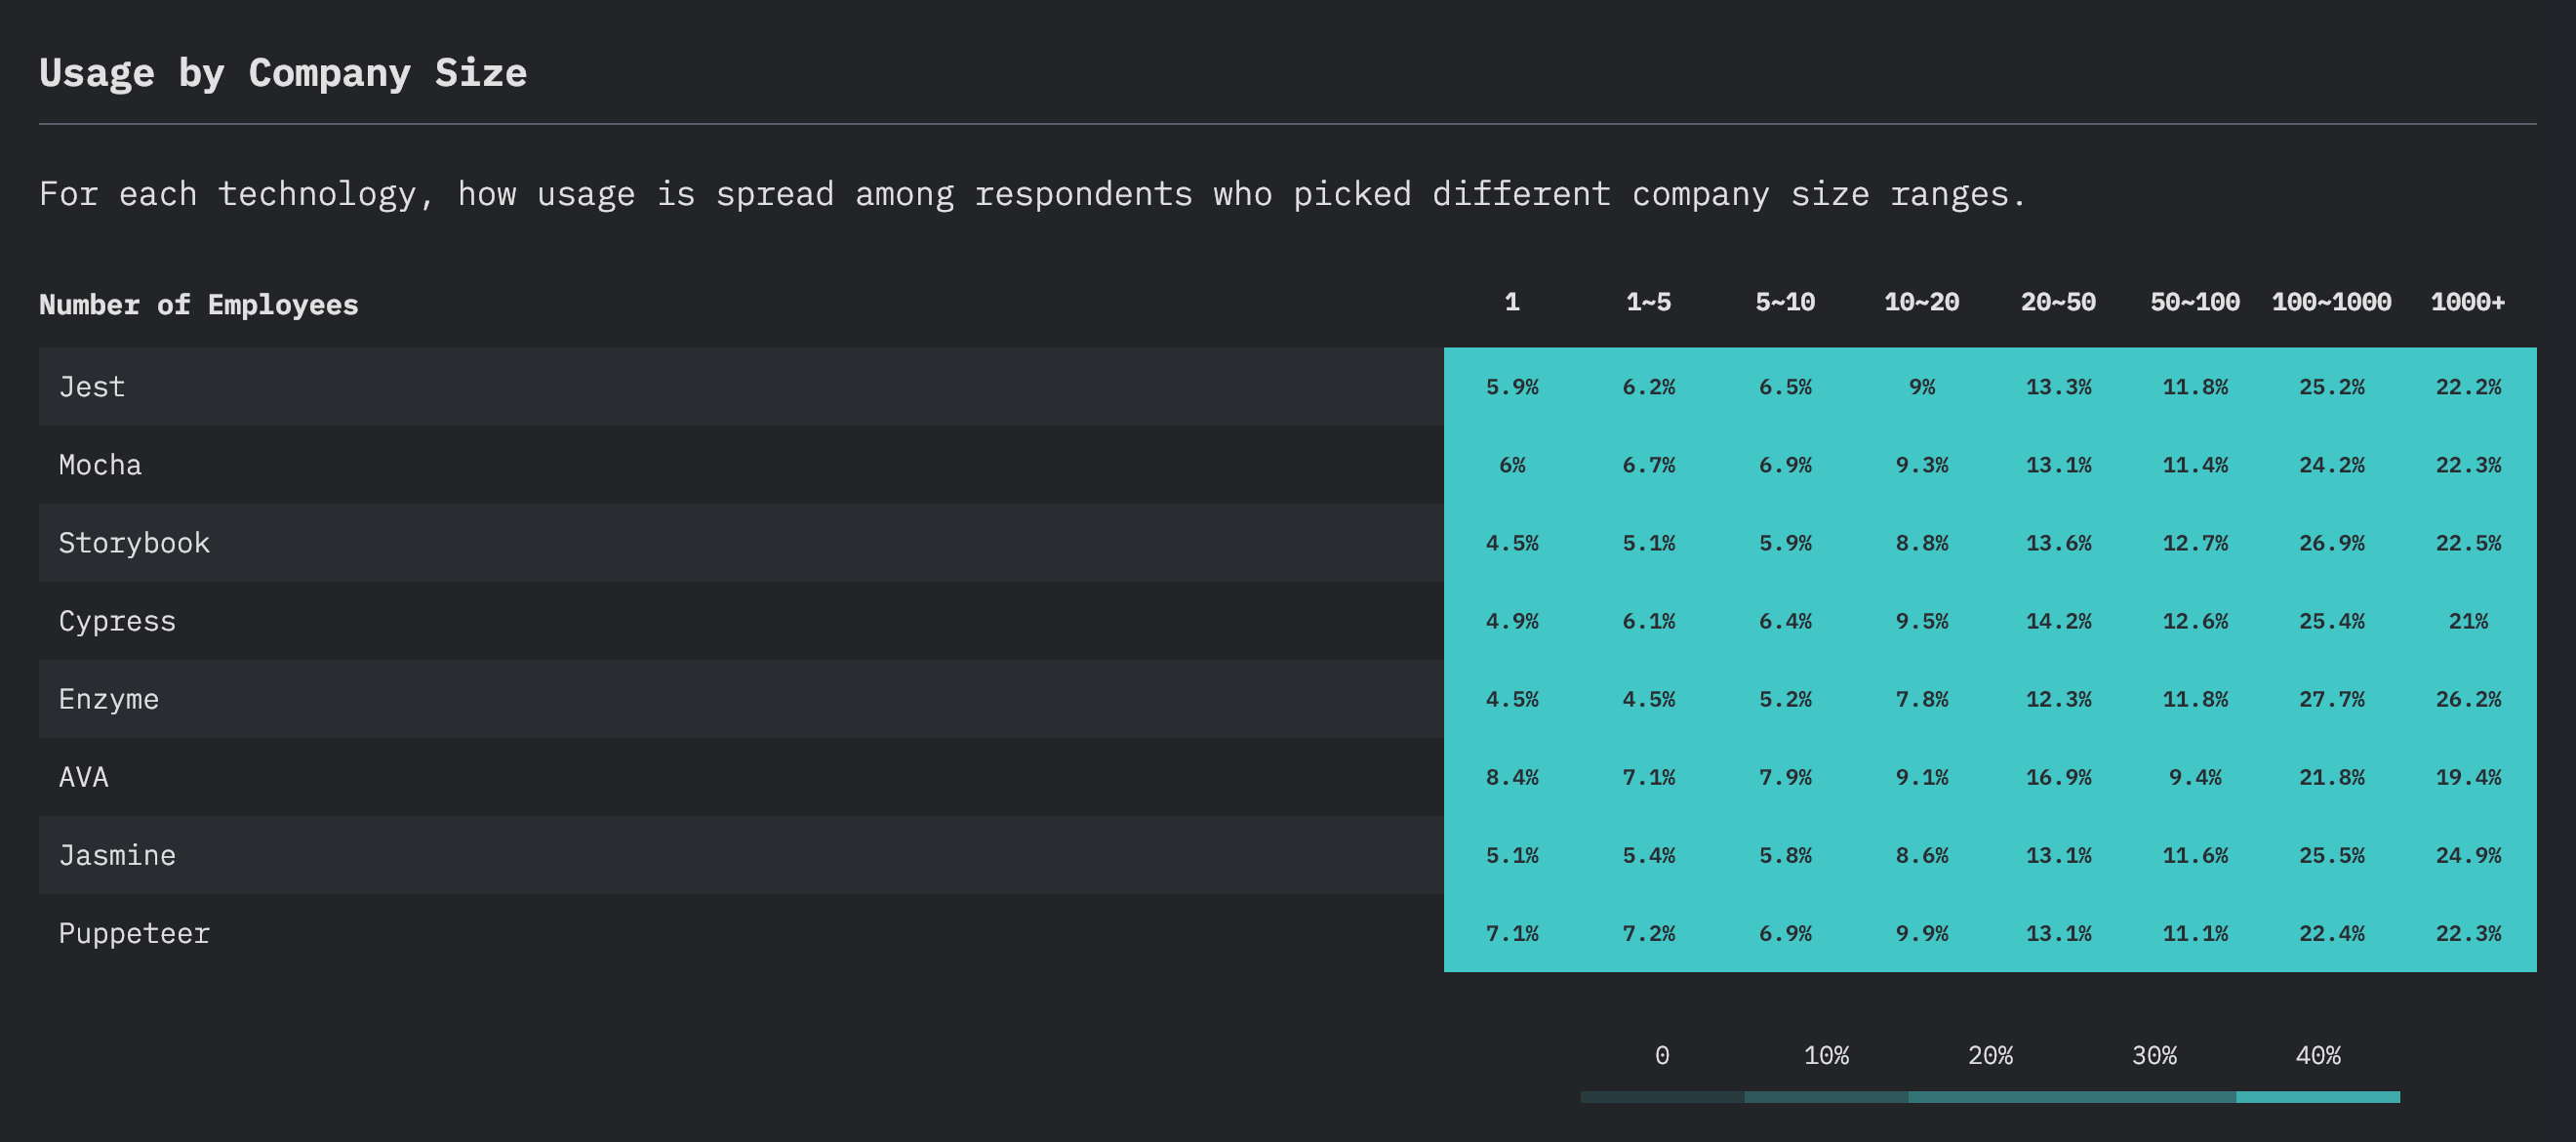 Usage by Company Size
For each technology, how usage is spread among respondents who picked different company size ranges.
Number of Employees 1 1~5 5~10 10~20 20~50 50~100 100~1000 1000+
Jest 5.9% 6.2% 6.5% 9% 13.3% 11.8% 25.2% 22.2%
Mocha 6% 6.7% 6.9% 9.3% 13.1% 11.4% 24.2% 22.3%
Storybook 4.5% 5.1% 5.9% 8.8% 13.6% 12.7% 26.9% 22.5%
Cypress 4.9% 6.1% 6.4% 9.5% 14.2% 12.6% 25.4% 21%
Enzyme 4.5% 4.5% 5.2% 7.8% 12.3% 11.8% 27.7% 26.2%
AVA 8.4% 7.1% 7.9% 9.1% 16.9% 9.4% 21.8% 19.4%
Jasmine 5.1% 5.4% 5.8% 8.6% 13.1% 11.6% 25.5% 24.9%
Puppeteer 7.1% 7.2% 6.9% 9.9% 13.1% 11.1% 22.4% 22.3%
0 10% 20% 30% 40%